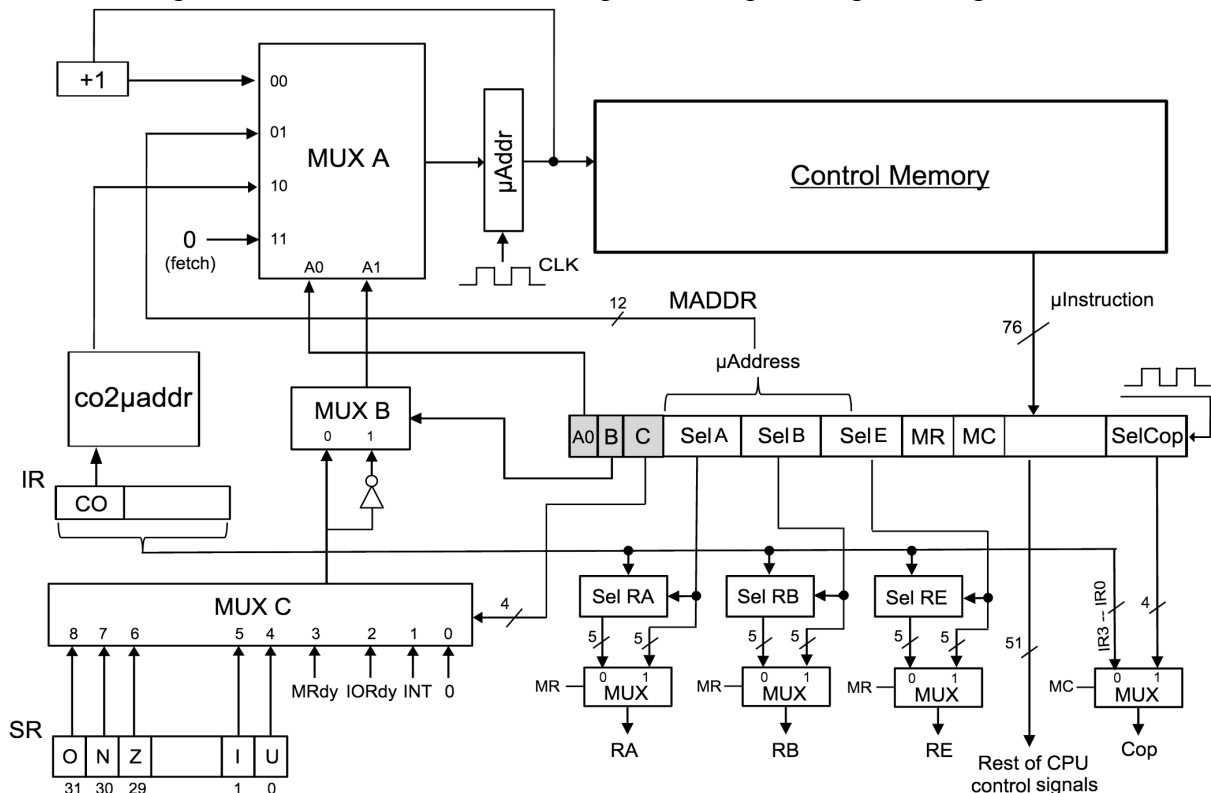 +1
00
01
10
11
MUX A
A0 A1
0
(fetch)
µAddr
CLK
Control Memory
12
MADDR
µAddress
76
µInstruction
co2µaddr
MUX B
0 1
A0 B C SelA SelB SelE MR MC SelCop
IR
CO
MUX C
8 7 6 5 4 3 2 1 0
4
MRdy IORdy INT 0
SR
O N Z I U
31 30 29 1 0
Sel RA Sel RB Sel RE
5 5 5 5 5 5
51
IR3 -- IR0
4
0 1 0 1 0 1 0 1
MR MUX MR MUX MR MUX MC MUX
RA RB RE Cop
Rest of CPU
control signals